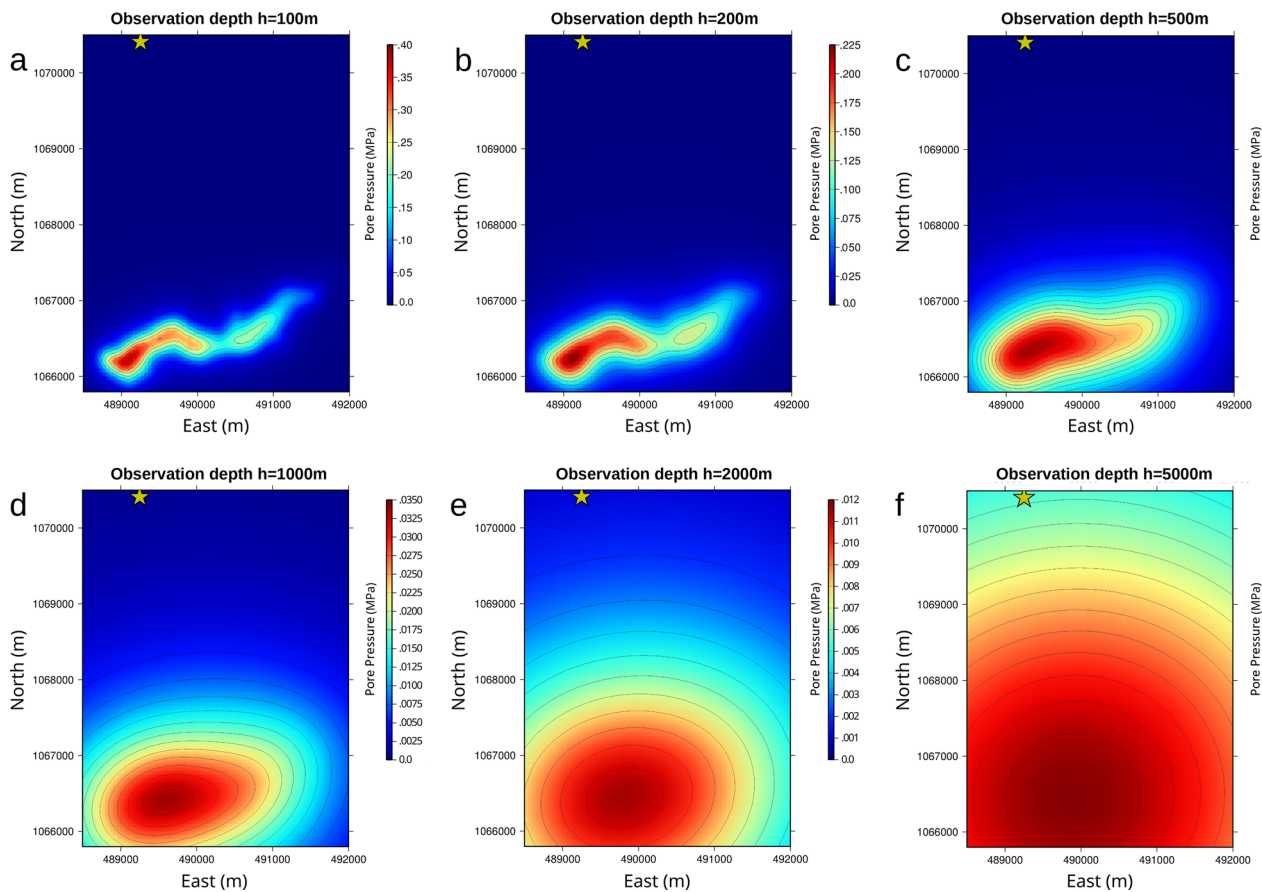 Observation depth h=100m
a
North (m)
1070000
1069000
1068000
1067000
1066000
489000 490000 491000 492000
East (m)
.40
.35
.30
.25
.20
.15
.10
.05
0.0
Pore Pressure (MPa)
Observation depth h=200m
b
1070000
1069000
1068000
1067000
1066000
489000 490000 491000 492000
East (m)
North (m)
.225
.200
.175
.150
.125
.100
.075
.050
.025
0.0
Pore Pressure (MPa)
Observation depth h=500m
c
North (m)
1070000
1069000
1068000
1067000
1066000
489000 490000 491000 492000
East (m)
Pore Pressure (MPa)
Observation depth h=1000m
d
North (m)
1070000
1069000
1068000
1067000
1066000
489000 490000 491000 492000
East (m)
.0350
.0325
.0300
.0275
.0250
.0225
.0200
.0175
.0150
.0125
.0100
.0075
.0050
.0025
0.0
Pore Pressure (MPa)
Observation depth h=2000m
e
North (m)
1070000
1069000
1068000
1067000
1066000
489000 490000 491000 492000
East (m)
.012
.011
.010
.009
.008
.007
.006
.005
.004
.003
.002
.001
0.0
Pore Pressure (MPa)
Observation depth h=5000m
f
North (m)
1070000
1069000
1068000
1067000
1066000
489000 490000 491000 492000
East (m)
Pore Pressure (MPa)